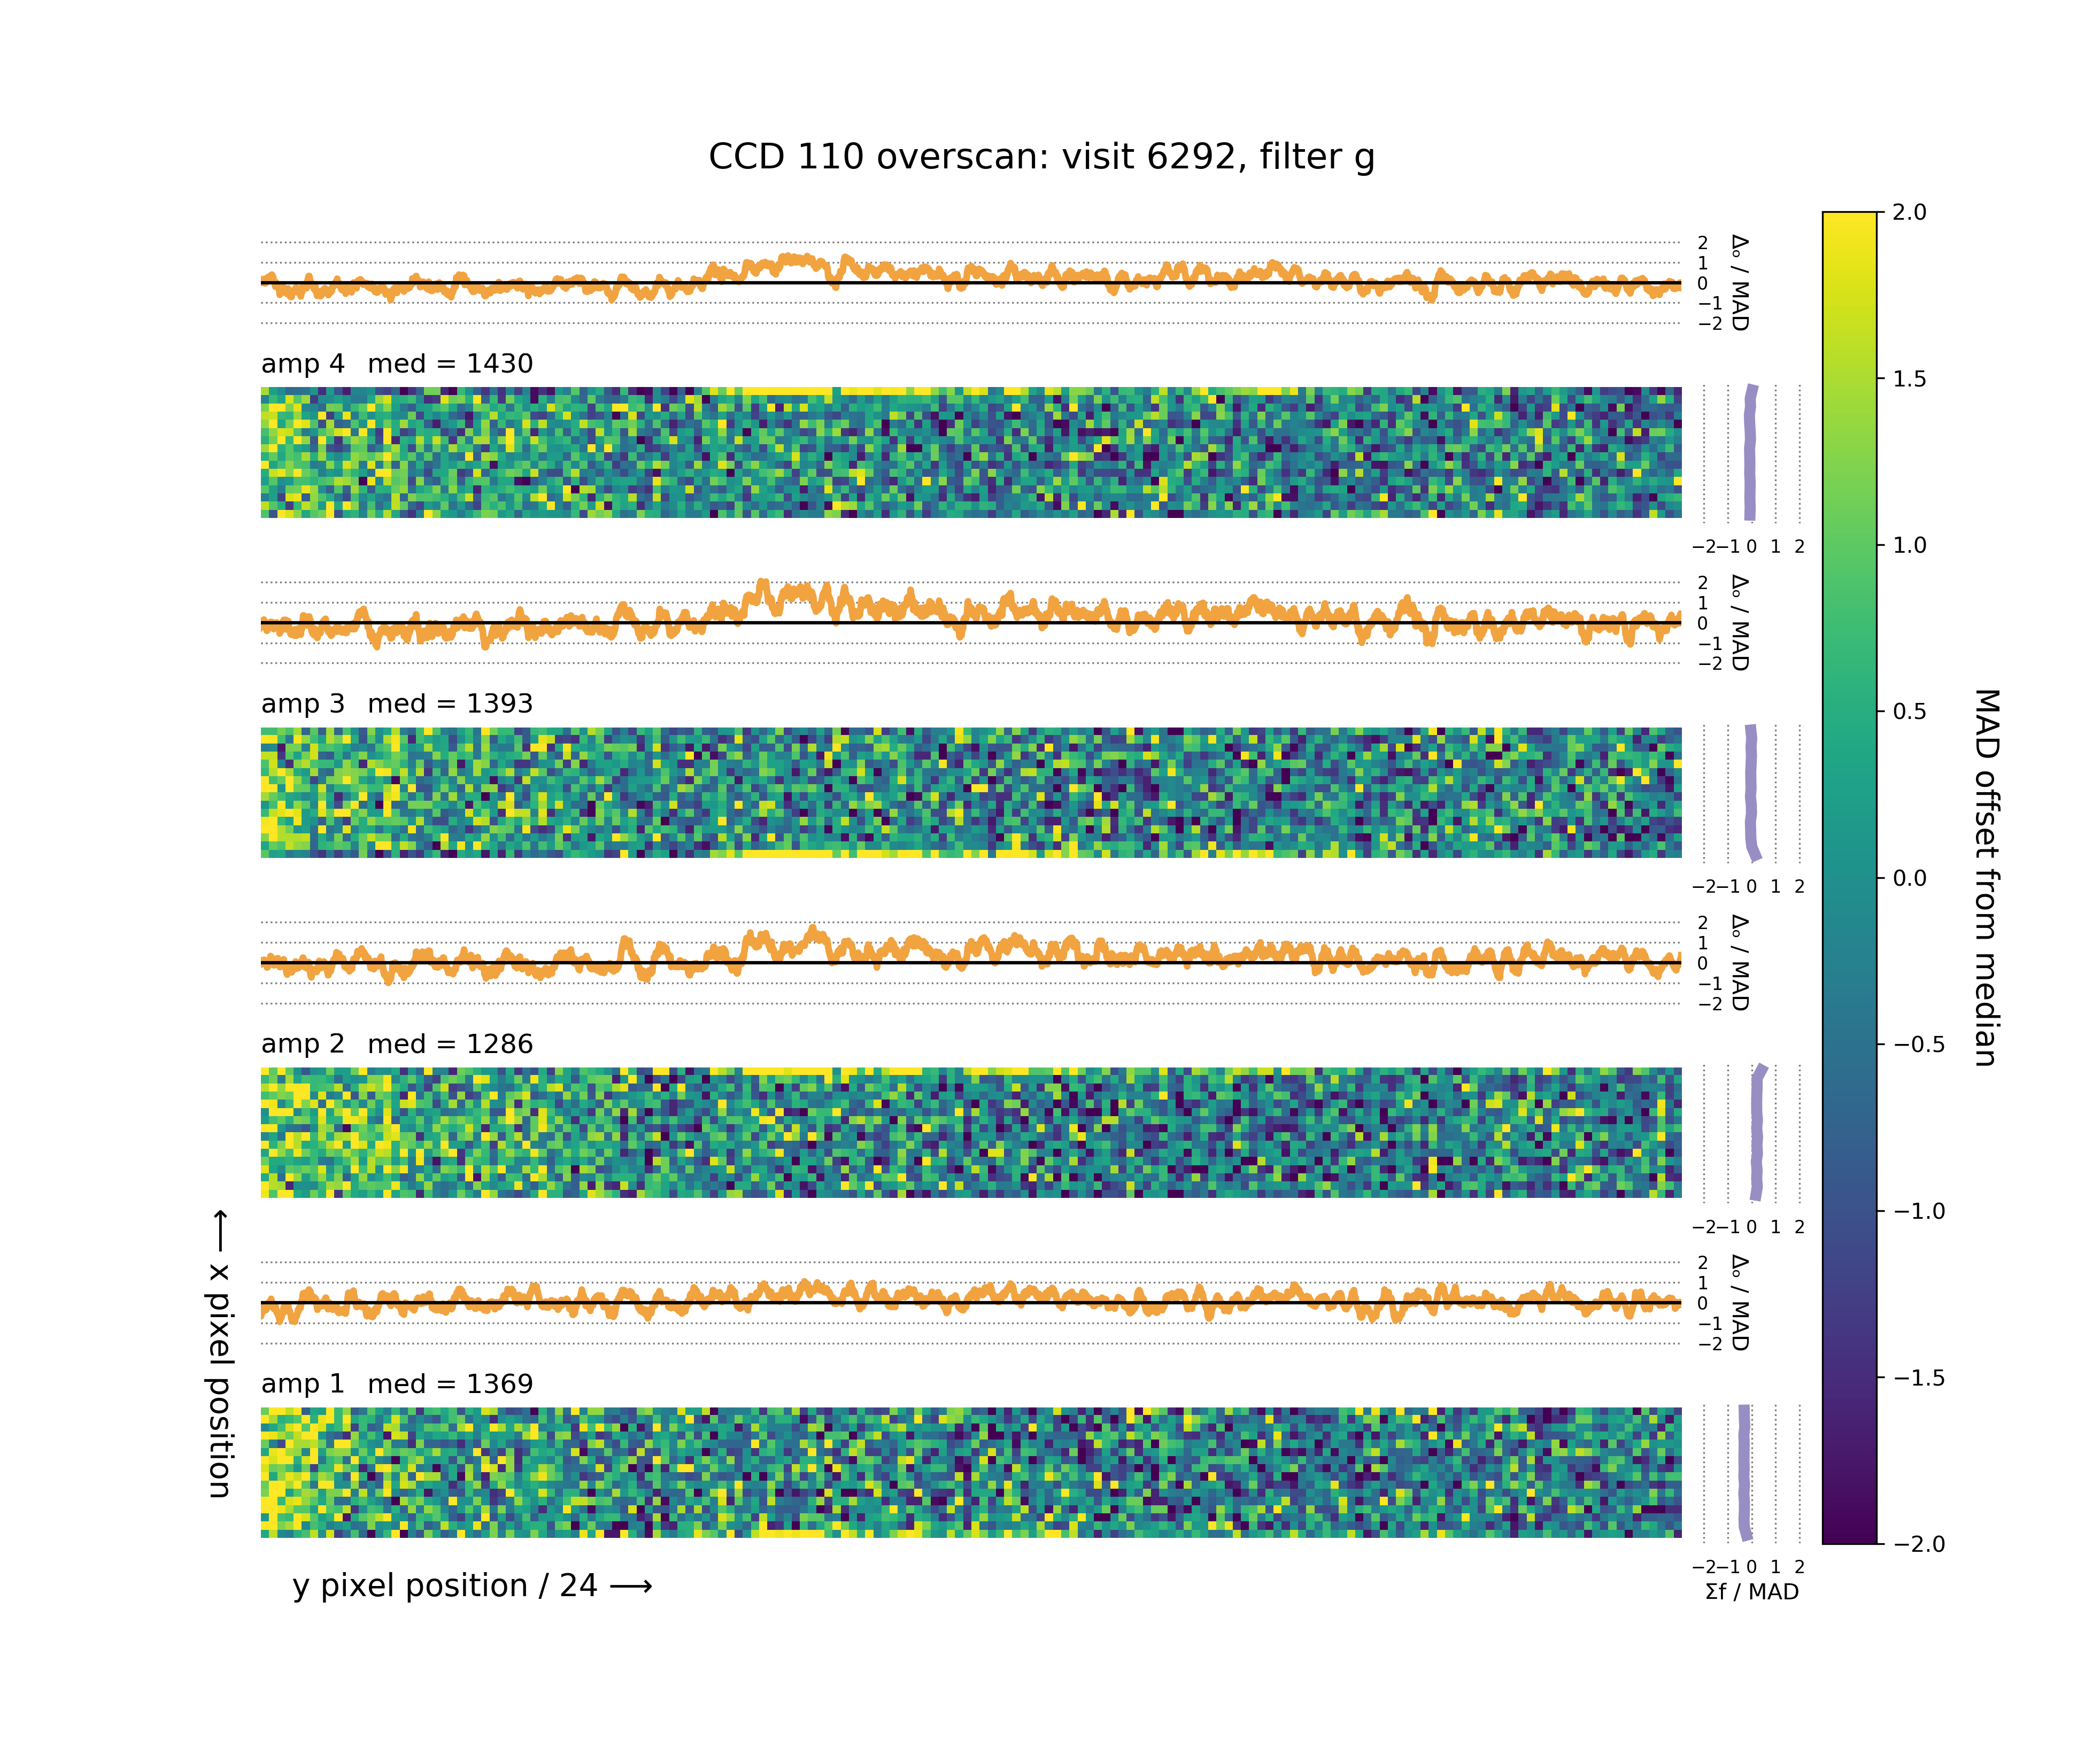 CCD 110 overscan: visit 6292, filter g
2
1
0
−1
−2
Δₒ / MAD
amp 4 med = 1430
−2 −1 0 1 2
2
1
0
−1
−2
Δₒ / MAD
amp 3 med = 1393
−2 −1 0 1 2
2
1
0
−1
−2
Δₒ / MAD
amp 2 med = 1286
−2 −1 0 1 2
2
1
0
−1
−2
Δₒ / MAD
amp 1 med = 1369
−2 −1 0 1 2
Σf / MAD
⟵ x pixel position
y pixel position / 24 ⟶
2.0
1.5
1.0
0.5
0.0
−0.5
−1.0
−1.5
−2.0
MAD offset from median